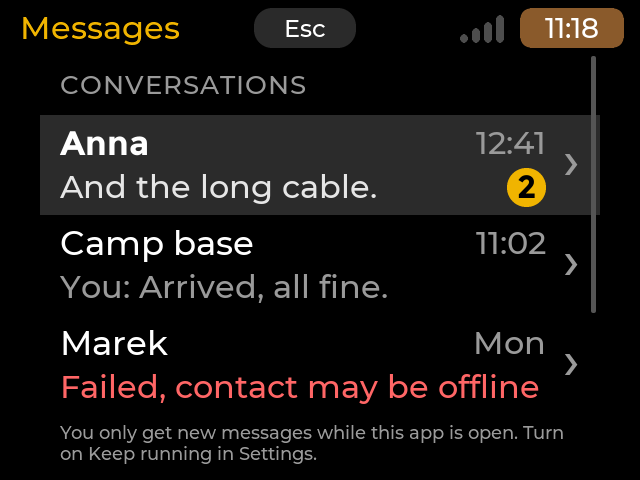 Messages Esc 11:18
CONVERSATIONS
Anna 12:41
And the long cable. 2
Camp base 11:02
You: Arrived, all fine.
Marek Mon
Failed, contact may be offline
You only get new messages while this app is open. Turn
on Keep running in Settings.